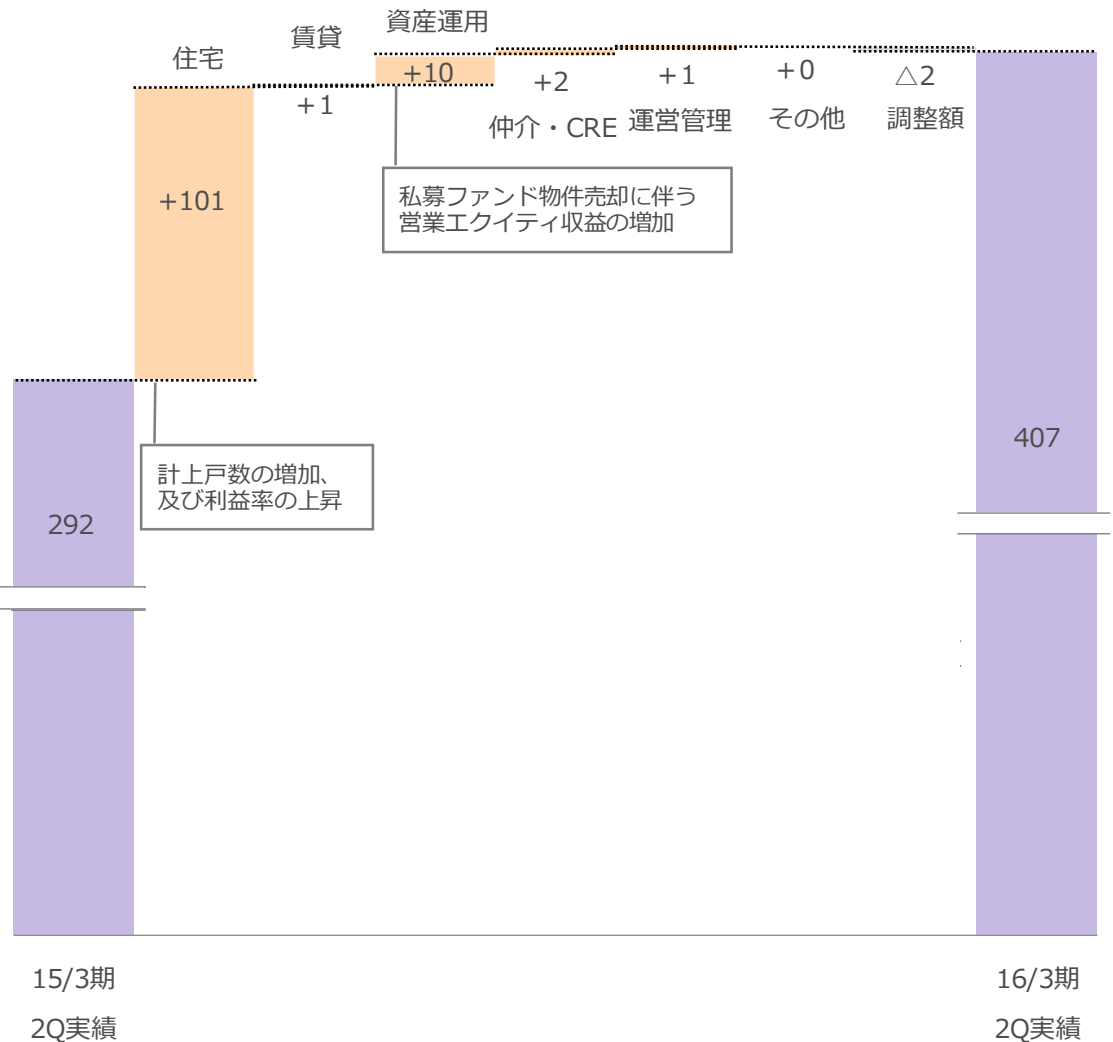 住宅
賃貸
資産運用
+101
+1
+10
+2
+1
+0
△2
仲介・CRE
運営管理
その他
調整額
私募ファンド物件売却に伴う
営業エクイティ収益の増加
計上戸数の増加、
及び利益率の上昇
292
407
15/3期
2Q実績
16/3期
2Q実績